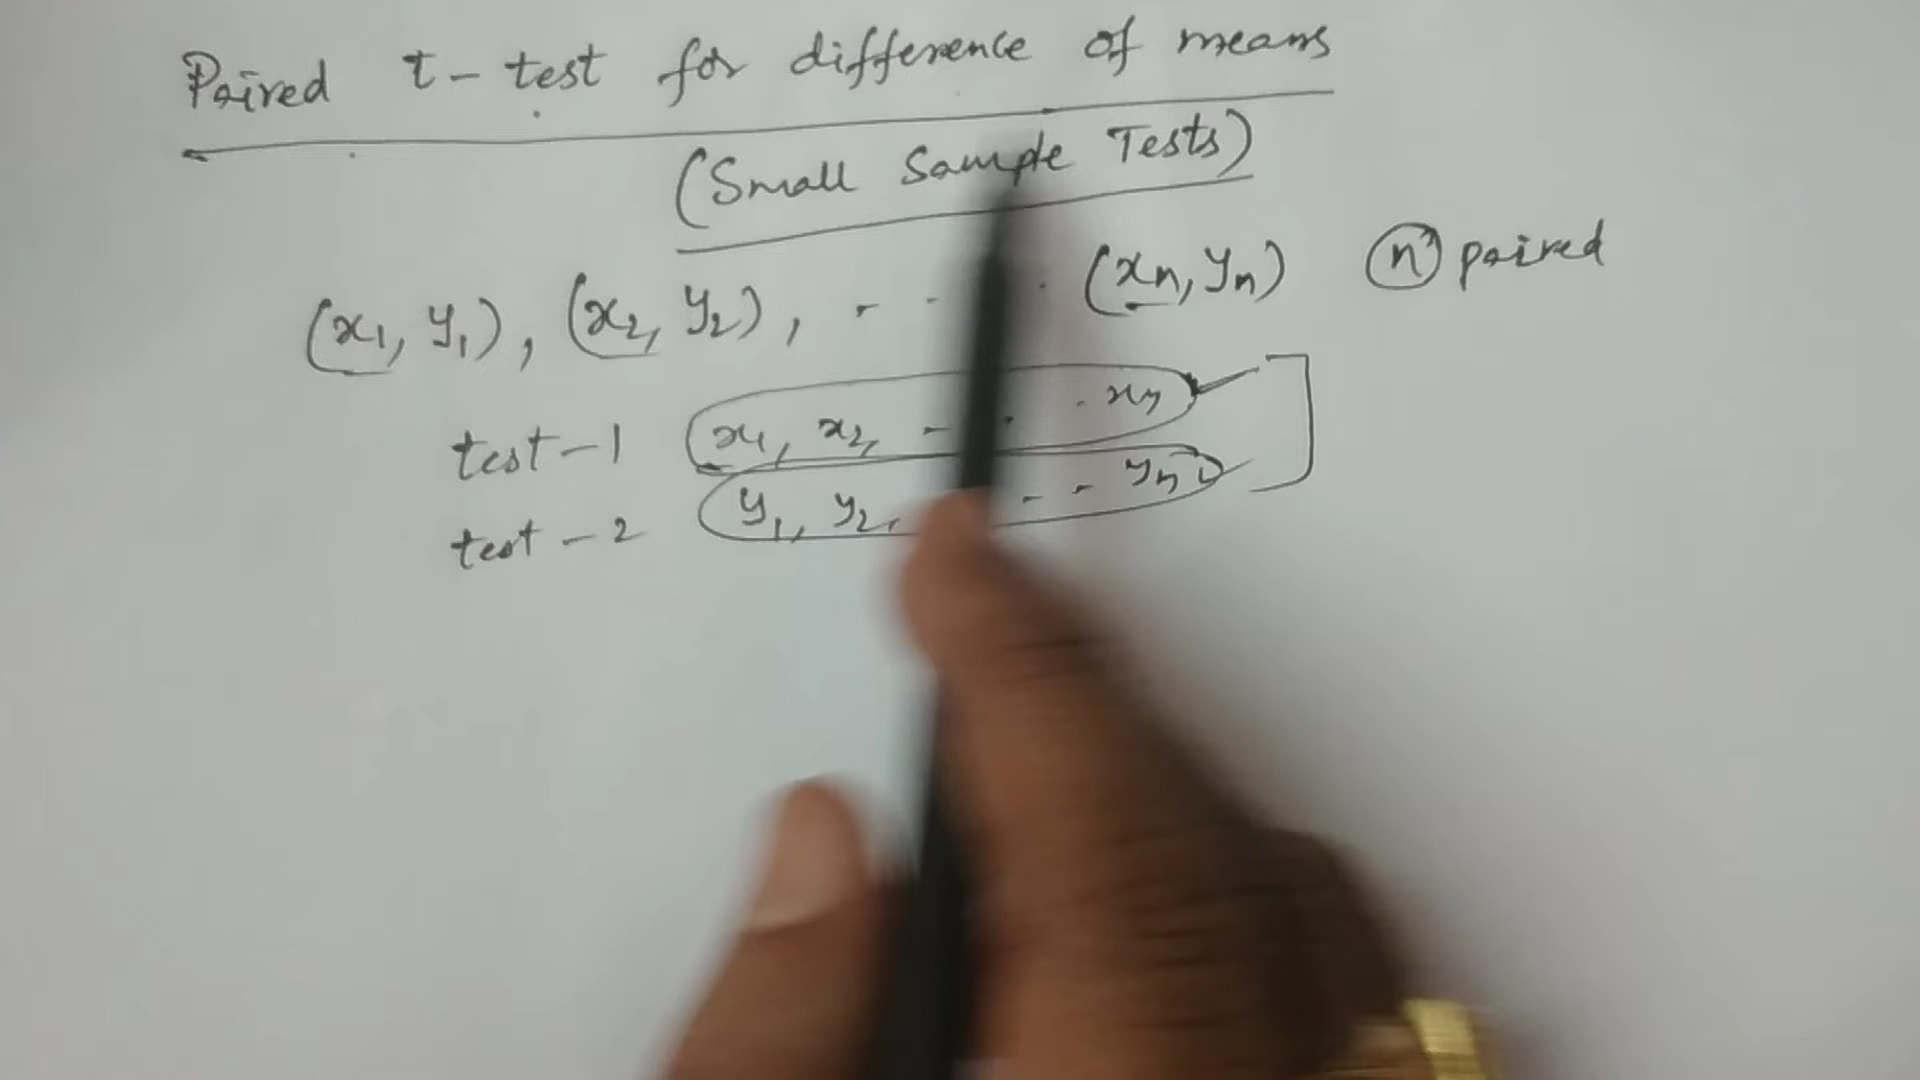 Paired t-test for difference of means
(Small Sample Tests)
(x1, y1), (x2, y2), - - . (xn, yn) n paired
test-1 x1, x2, - . . xn
test-2 y1, y2, - - yn